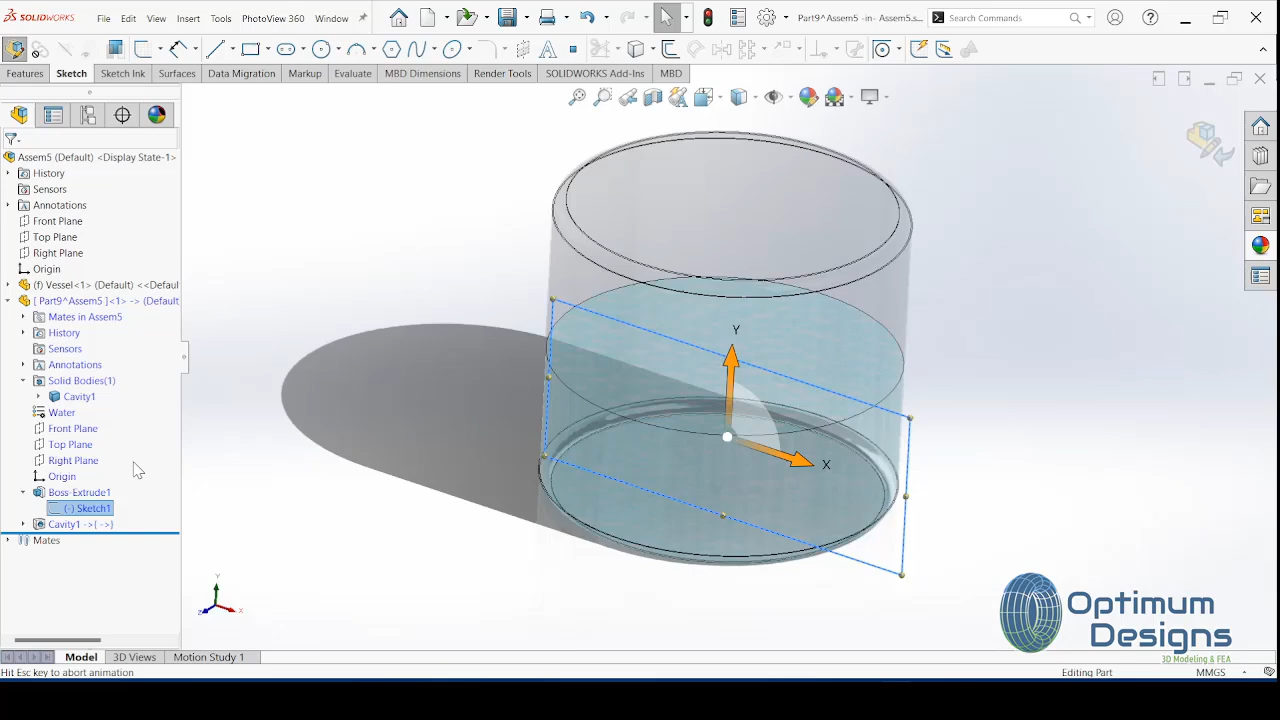 SOLIDWORKS File Edit View Insert Tools PhotoView 360 Window Part9^Assem5 -in- Assem5.s... Search Commands
Features Sketch Sketch Ink Surfaces Data Migration Markup Evaluate MBD Dimensions Render Tools SOLIDWORKS Add-Ins MBD
Assem5 (Default) <Display State-1>
History
Sensors
Annotations
Front Plane
Top Plane
Right Plane
Origin
(f) Vessel<1> (Default) <<Defaul
[ Part9^Assem5 ]<1> -> (Default
Mates in Assem5
History
Sensors
Annotations
Solid Bodies(1)
Cavity1
Water
Front Plane
Top Plane
Right Plane
Origin
Boss-Extrude1
(-) Sketch1
Cavity1 ->{ ->}
Mates
Y
X
Y
X
Z
Optimum
Designs
3D Modeling & FEA
Model 3D Views Motion Study 1
Hit Esc key to abort animation Editing Part MMGS